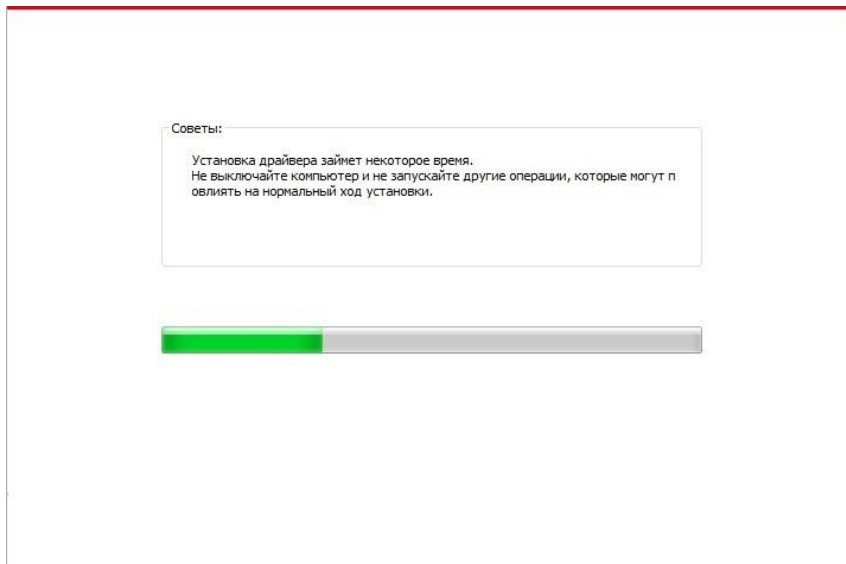 Советы:
Установка драйвера займет некоторое время.
Не выключайте компьютер и не запускайте другие операции, которые могут п
овлиять на нормальный ход установки.